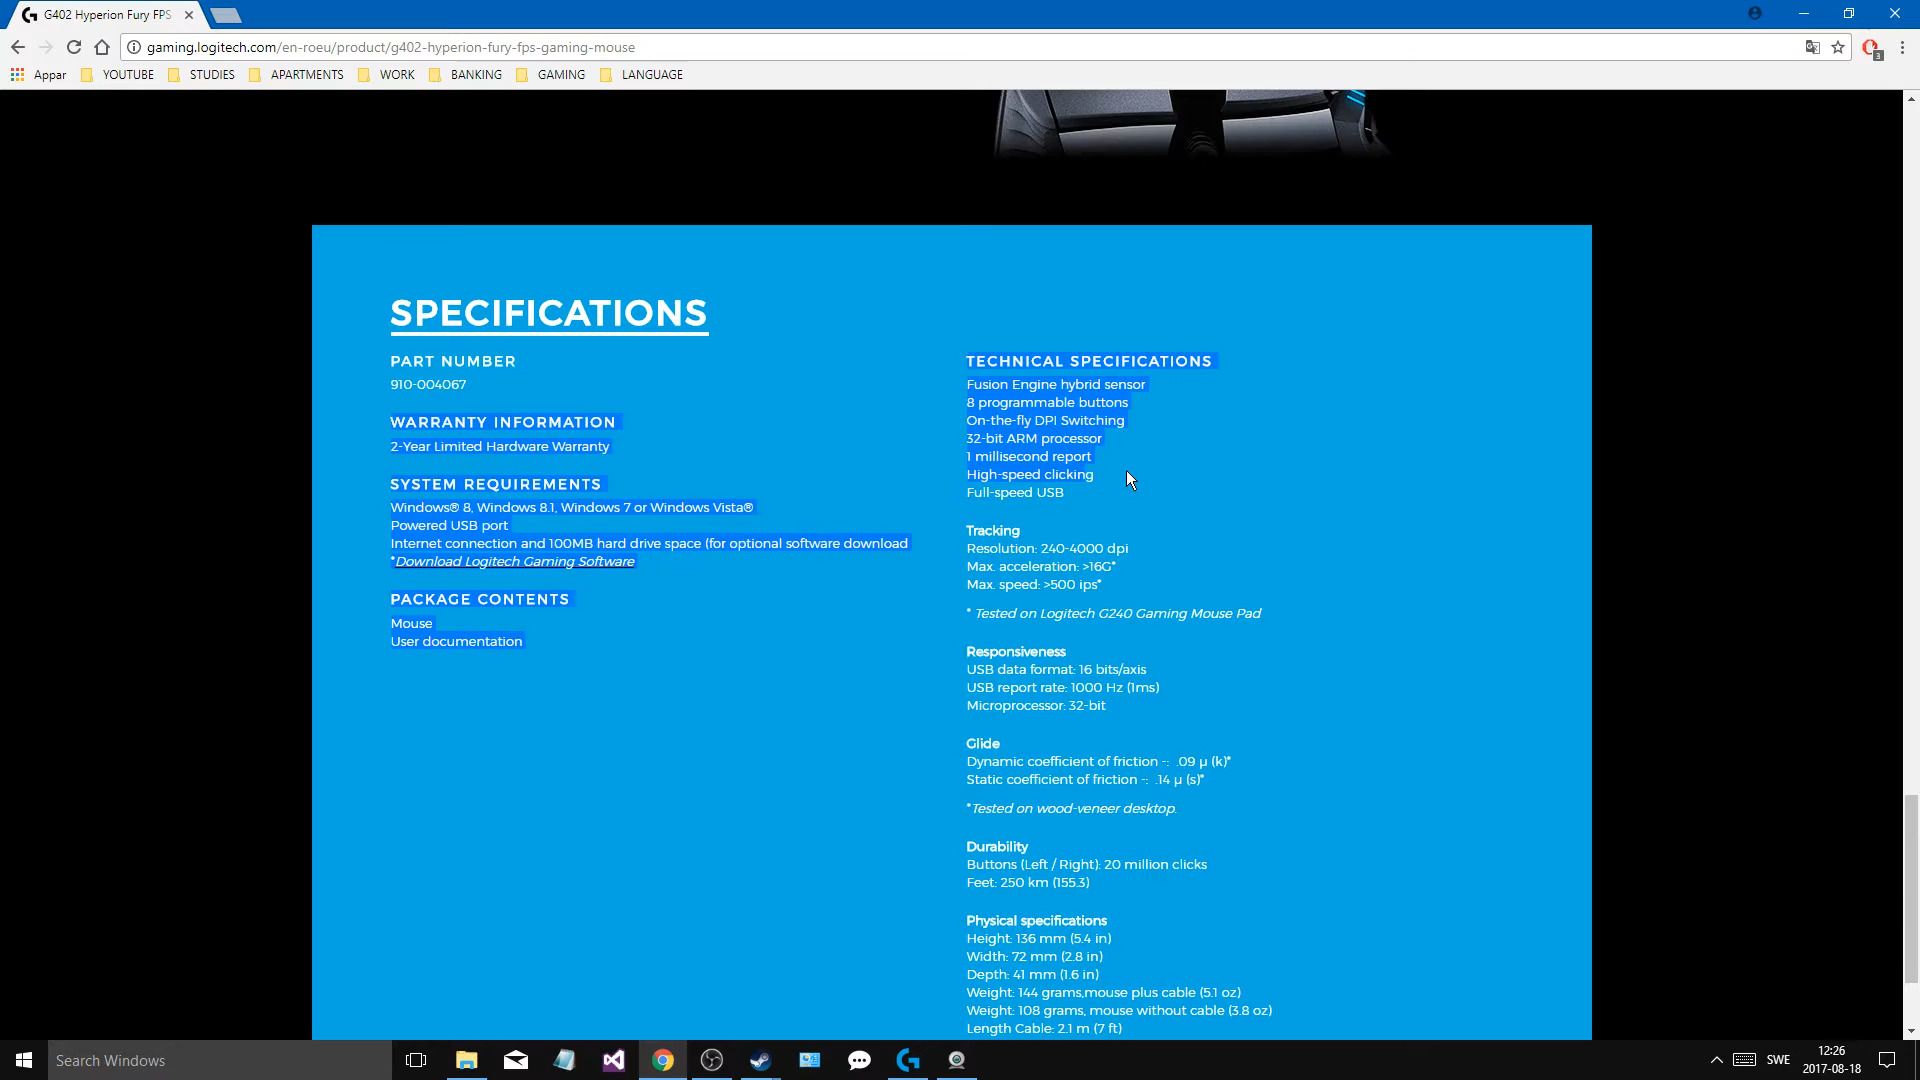 G402 Hyperion Fury FPS
gaming.logitech.com/en-roeu/product/g402-hyperion-fury-fps-gaming-mouse
3
Appar YOUTUBE STUDIES APARTMENTS WORK BANKING GAMING LANGUAGE
SPECIFICATIONS
PART NUMBER
910-004067
WARRANTY INFORMATION
2-Year Limited Hardware Warranty
SYSTEM REQUIREMENTS
Windows® 8, Windows 8.1, Windows 7 or Windows Vista®
Powered USB port
Internet connection and 100MB hard drive space (for optional software download
*Download Logitech Gaming Software
PACKAGE CONTENTS
Mouse
User documentation
TECHNICAL SPECIFICATIONS
Fusion Engine hybrid sensor
8 programmable buttons
On-the-fly DPI Switching
32-bit ARM processor
1 millisecond report
High-speed clicking
Full-speed USB
Tracking
Resolution: 240-4000 dpi
Max. acceleration: >16G*
Max. speed: >500 ips*
* Tested on Logitech G240 Gaming Mouse Pad
Responsiveness
USB data format: 16 bits/axis
USB report rate: 1000 Hz (1ms)
Microprocessor: 32-bit
Glide
Dynamic coefficient of friction -: .09 µ (k)*
Static coefficient of friction -: .14 µ (s)*
*Tested on wood-veneer desktop.
Durability
Buttons (Left / Right): 20 million clicks
Feet: 250 km (155.3)
Physical specifications
Height: 136 mm (5.4 in)
Width: 72 mm (2.8 in)
Depth: 41 mm (1.6 in)
Weight: 144 grams,mouse plus cable (5.1 oz)
Weight: 108 grams, mouse without cable (3.8 oz)
Length Cable: 2.1 m (7 ft)
Search Windows
SWE
12:26
2017-08-18